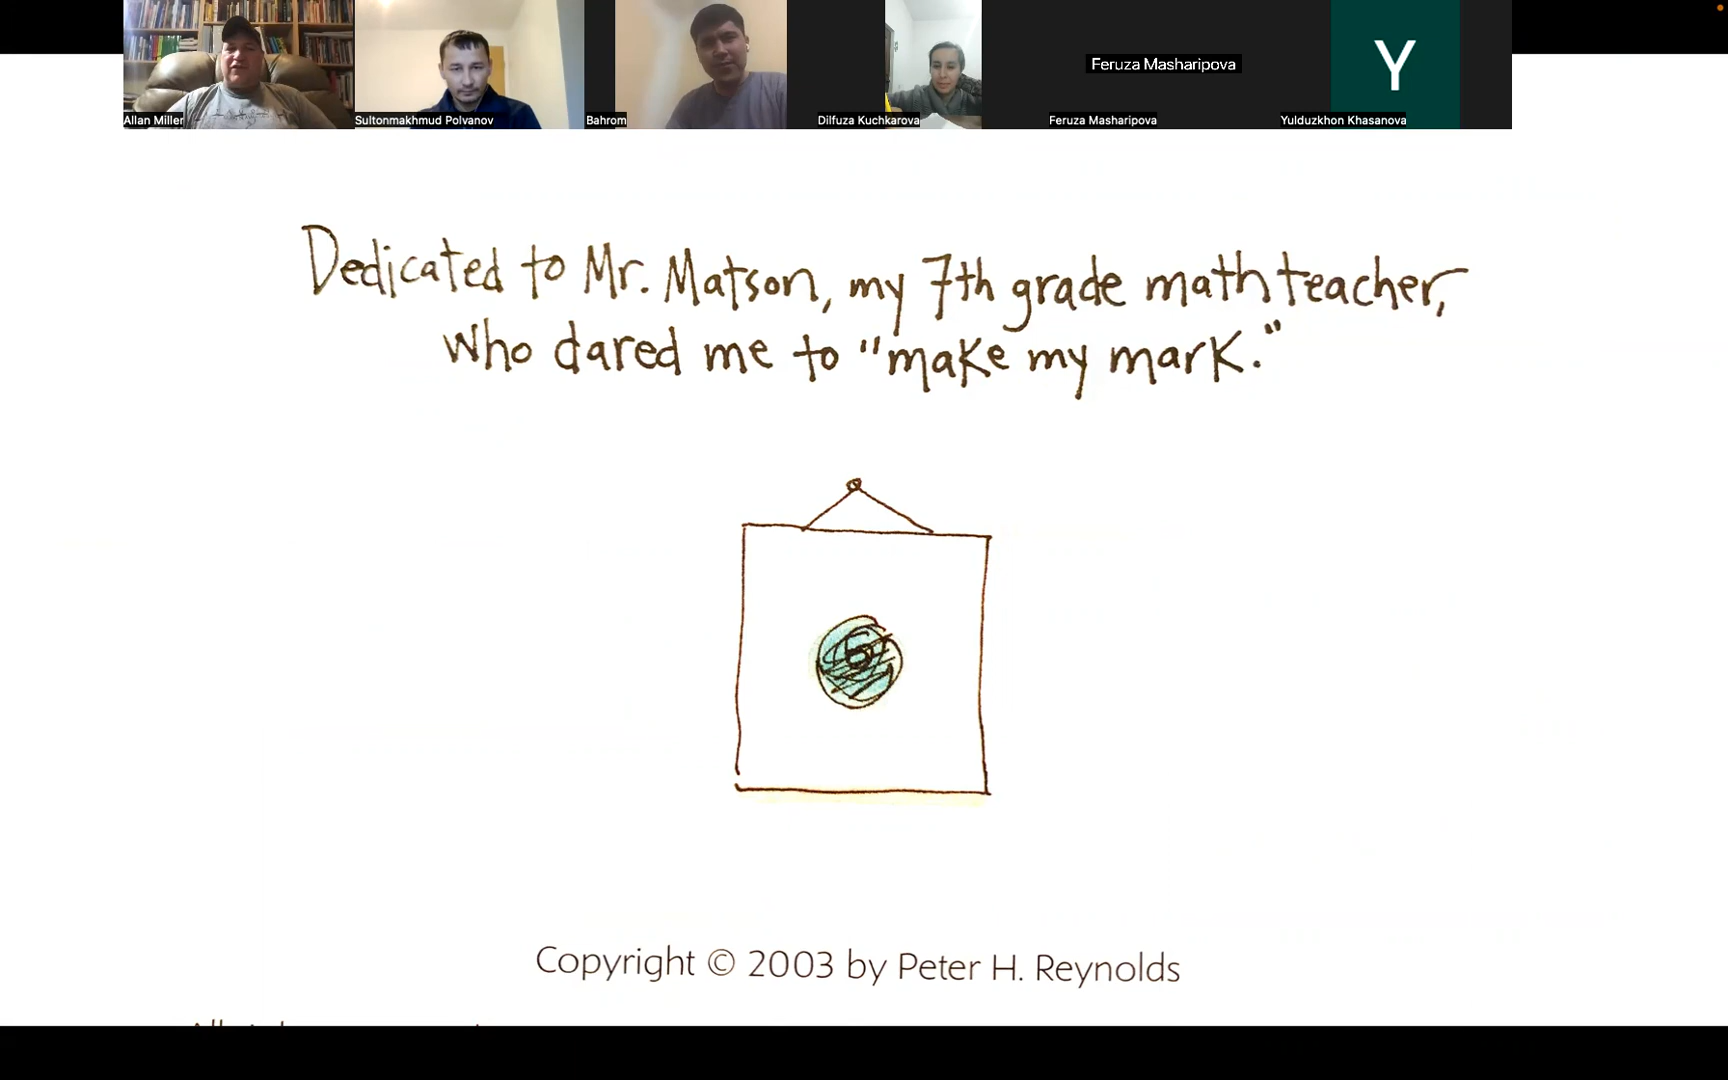 Allan Miller
Sultonmakhmud Polvanov
Bahrom
Dilfuza Kuchkarova
Feruza Masharipova
Feruza Masharipova
Y
Yulduzkhon Khasanova
Dedicated to Mr. Matson, my 7th grade math teacher,
who dared me to "make my mark."
Copyright © 2003 by Peter H. Reynolds